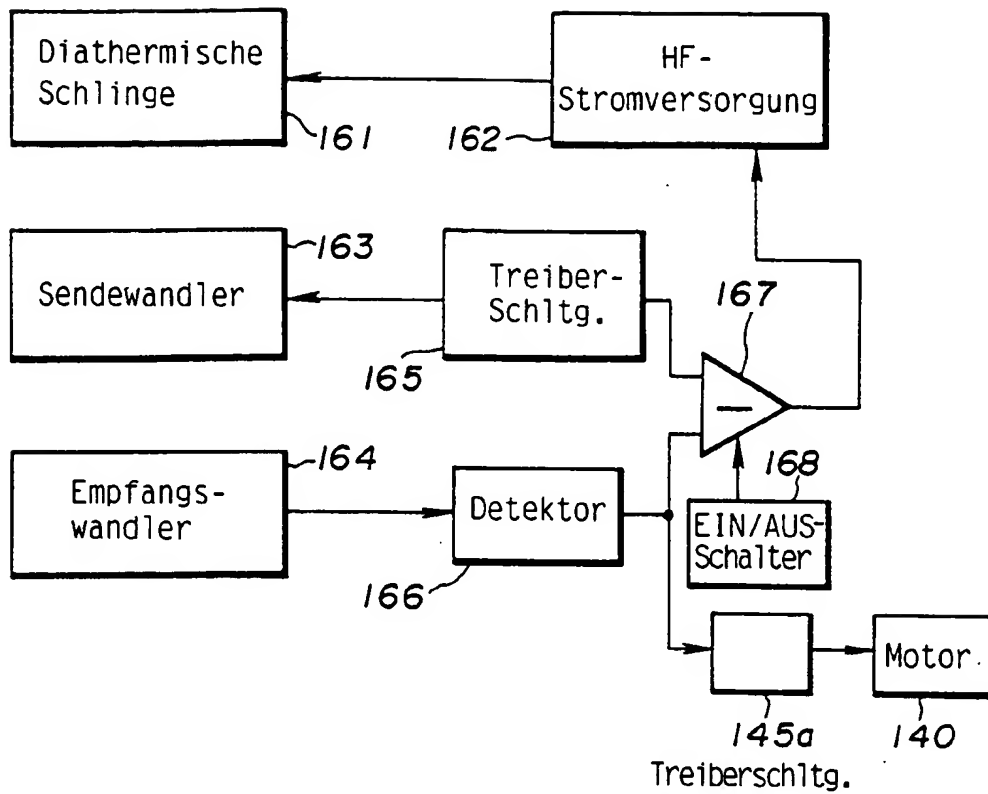 Diathermische
Schlinge
161
HF-
Stromversorgung
162
163
Sendewandler
Treiber-
Schltg.
165
167
164
Empfangs-
wandler
Detektor
166
168
EIN/AUS-
Schalter
Motor
145a
140
Treiberschltg.